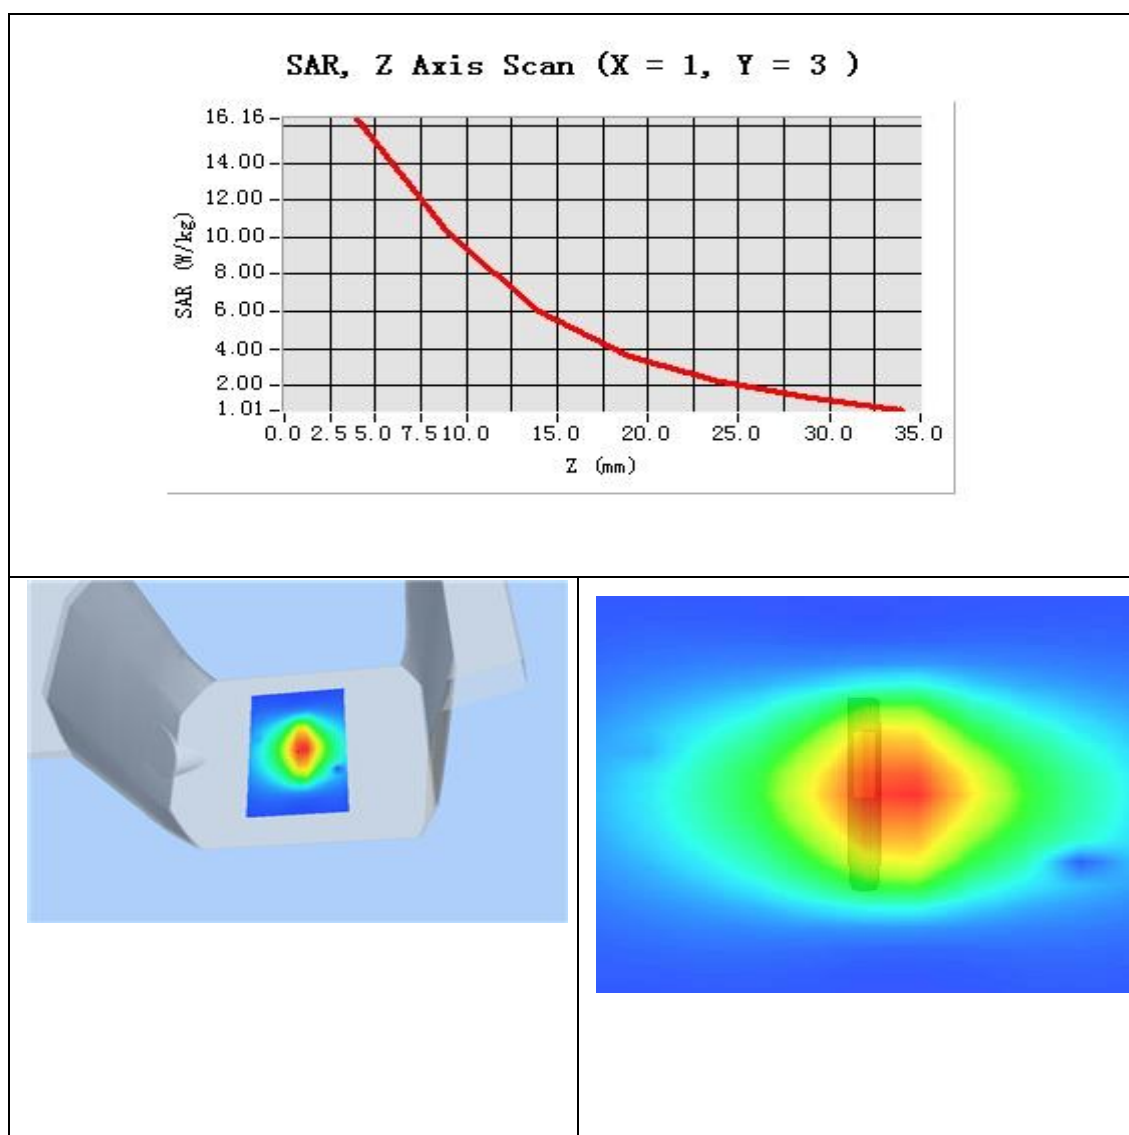 SAR, Z Axis Scan (X = 1, Y = 3 )
16.16
14.00
12.00
10.00
8.00
6.00
4.00
2.00
1.01
SAR (W/kg)
0.0 2.5 5.0 7.5 10.0 15.0 20.0 25.0 30.0 35.0
Z (mm)